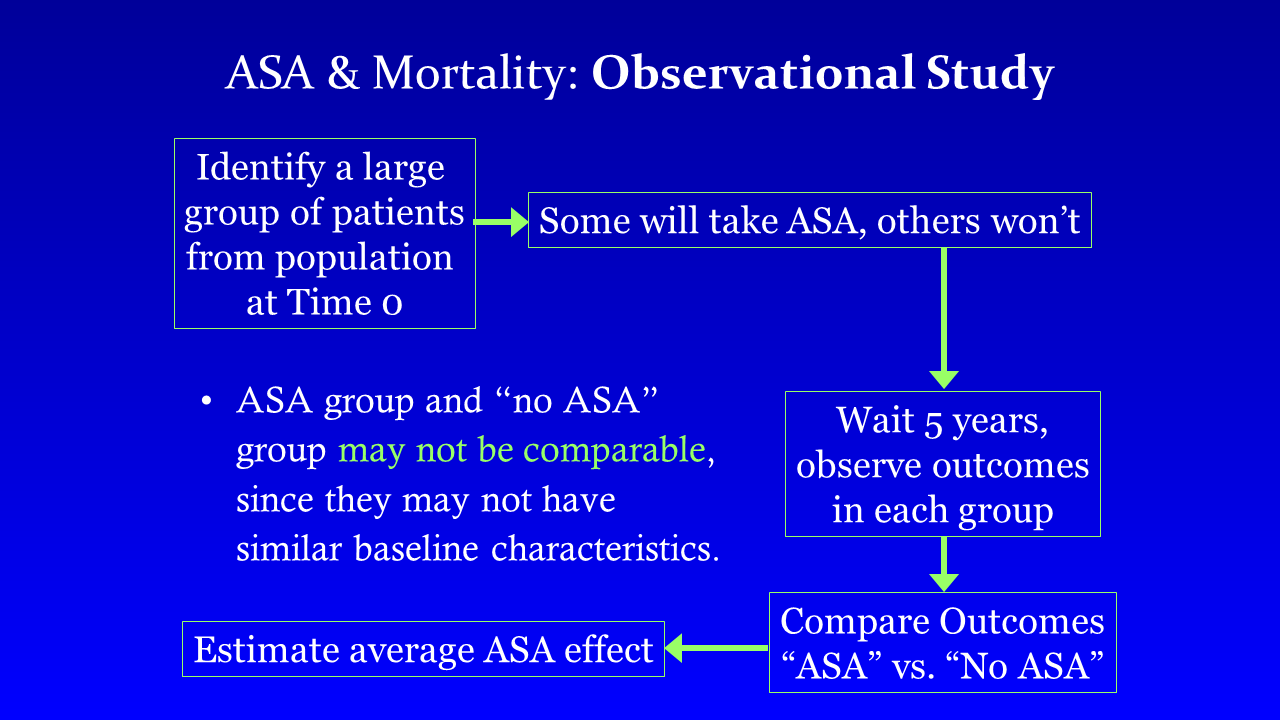 ASA & Mortality: Observational Study
Identify a large
group of patients
from population
at Time 0
Some will take ASA, others won’t
• ASA group and “no ASA”
group may not be comparable,
since they may not have
similar baseline characteristics.
Wait 5 years,
observe outcomes
in each group
Compare Outcomes
“ASA” vs. “No ASA”
Estimate average ASA effect